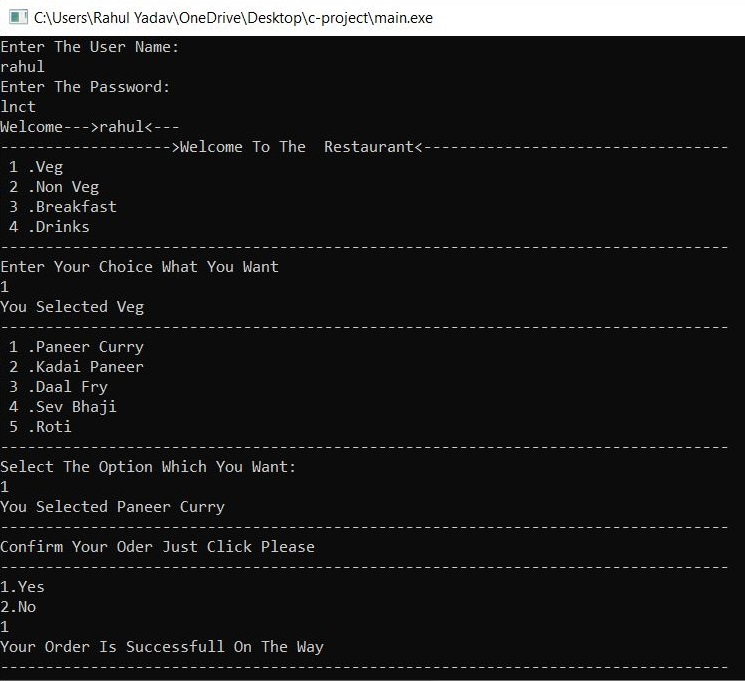 C:\Users\Rahul Yadav\OneDrive\Desktop\c-project\main.exe
Enter The User Name:
rahul
Enter The Password:
lnct
Welcome--->rahul<---
------------------->Welcome To The  Restaurant<----------------------------------
 1 .Veg
 2 .Non Veg
 3 .Breakfast
 4 .Drinks
---------------------------------------------------------------------------------
Enter Your Choice What You Want
1
You Selected Veg
---------------------------------------------------------------------------------
 1 .Paneer Curry
 2 .Kadai Paneer
 3 .Daal Fry
 4 .Sev Bhaji
 5 .Roti
---------------------------------------------------------------------------------
Select The Option Which You Want:
1
You Selected Paneer Curry
---------------------------------------------------------------------------------
Confirm Your Oder Just Click Please
---------------------------------------------------------------------------------
1.Yes
2.No
1
Your Order Is Successfull On The Way
---------------------------------------------------------------------------------